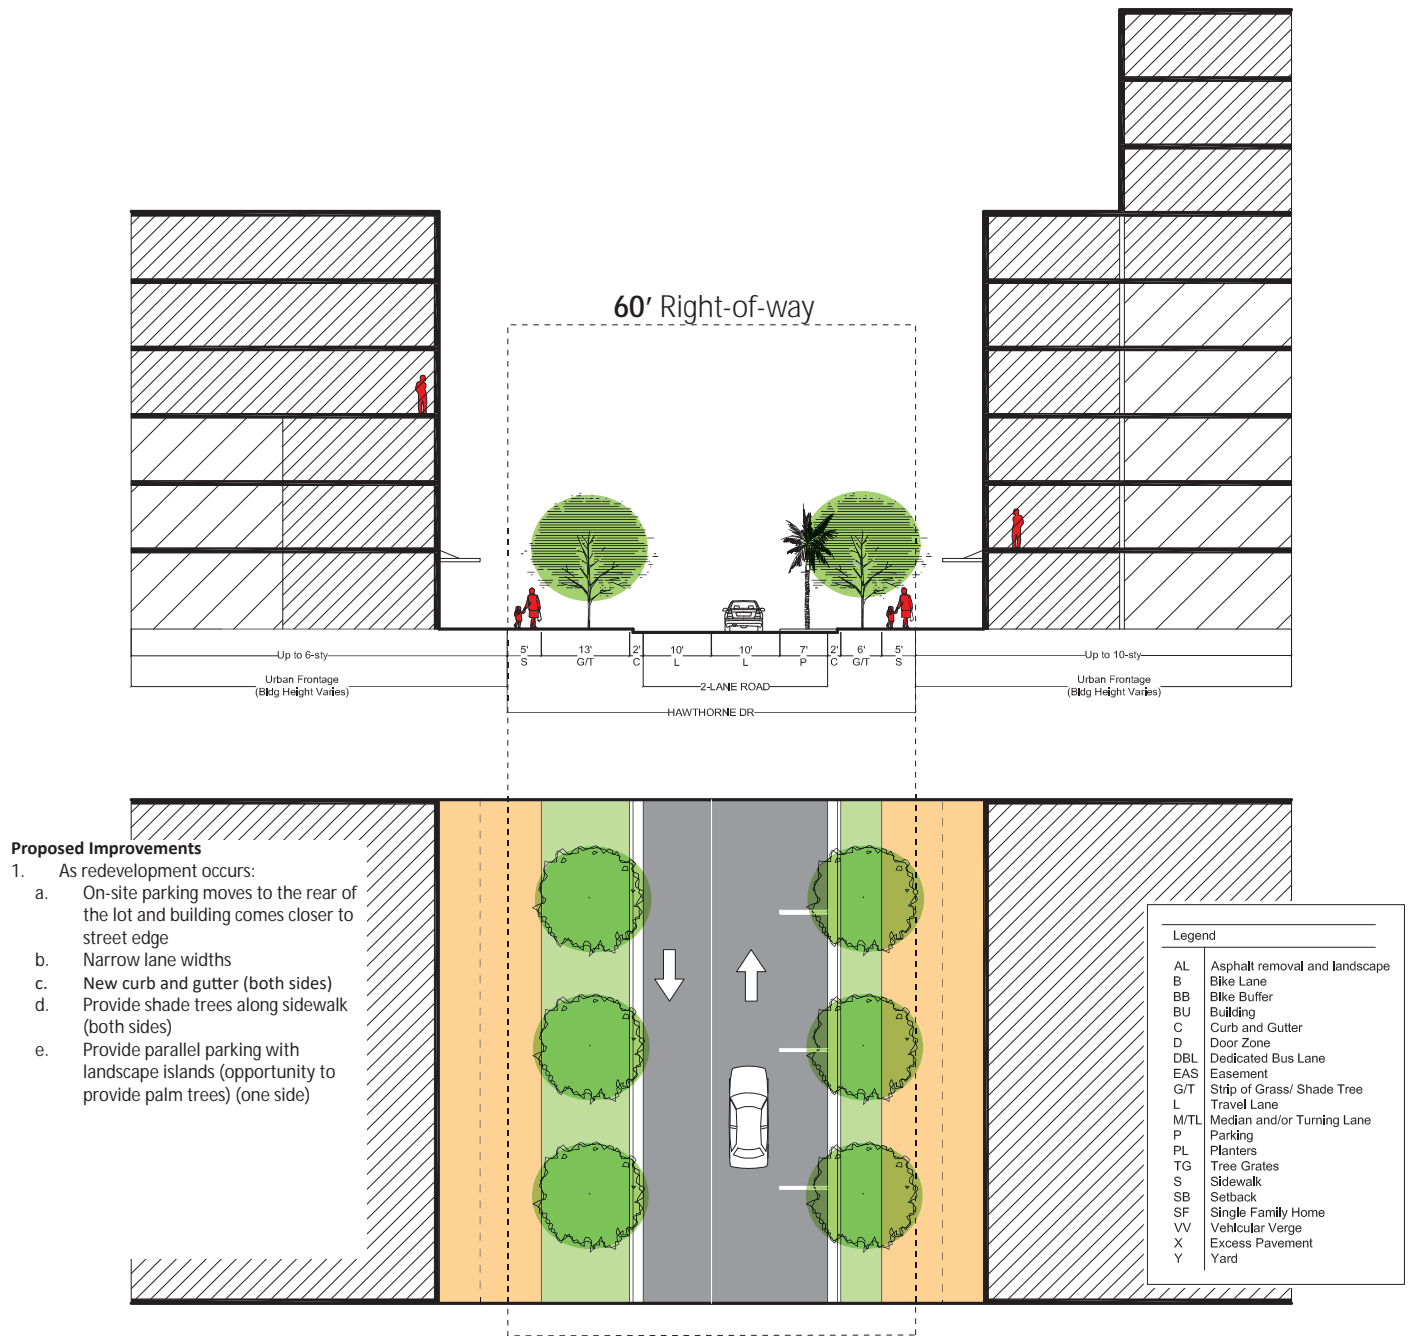 60' Right-of-way
Up to 6-sty
5' 13' 2' 10' 10' 7' 2' 6' 5'
S G/T C L L P C G/T S
Up to 10-sty
Urban Frontage
(Bldg Height Varies)
2-LANE ROAD
Urban Frontage
(Bldg Height Varies)
HAWTHORNE DR
Proposed Improvements
1. As redevelopment occurs:
a. On-site parking moves to the rear of
the lot and building comes closer to
street edge
b. Narrow lane widths
c. New curb and gutter (both sides)
d. Provide shade trees along sidewalk
(both sides)
e. Provide parallel parking with
landscape islands (opportunity to
provide palm trees) (one side)
Legend
AL Asphalt removal and landscape
B Bike Lane
BB Bike Buffer
BU Building
C Curb and Gutter
D Door Zone
DBL Dedicated Bus Lane
EAS Easement
G/T Strip of Grass/ Shade Tree
L Travel Lane
M/TL Median and/or Turning Lane
P Parking
PL Planters
TG Tree Grates
S Sidewalk
SB Setback
SF Single Family Home
VV Vehicular Verge
X Excess Pavement
Y Yard